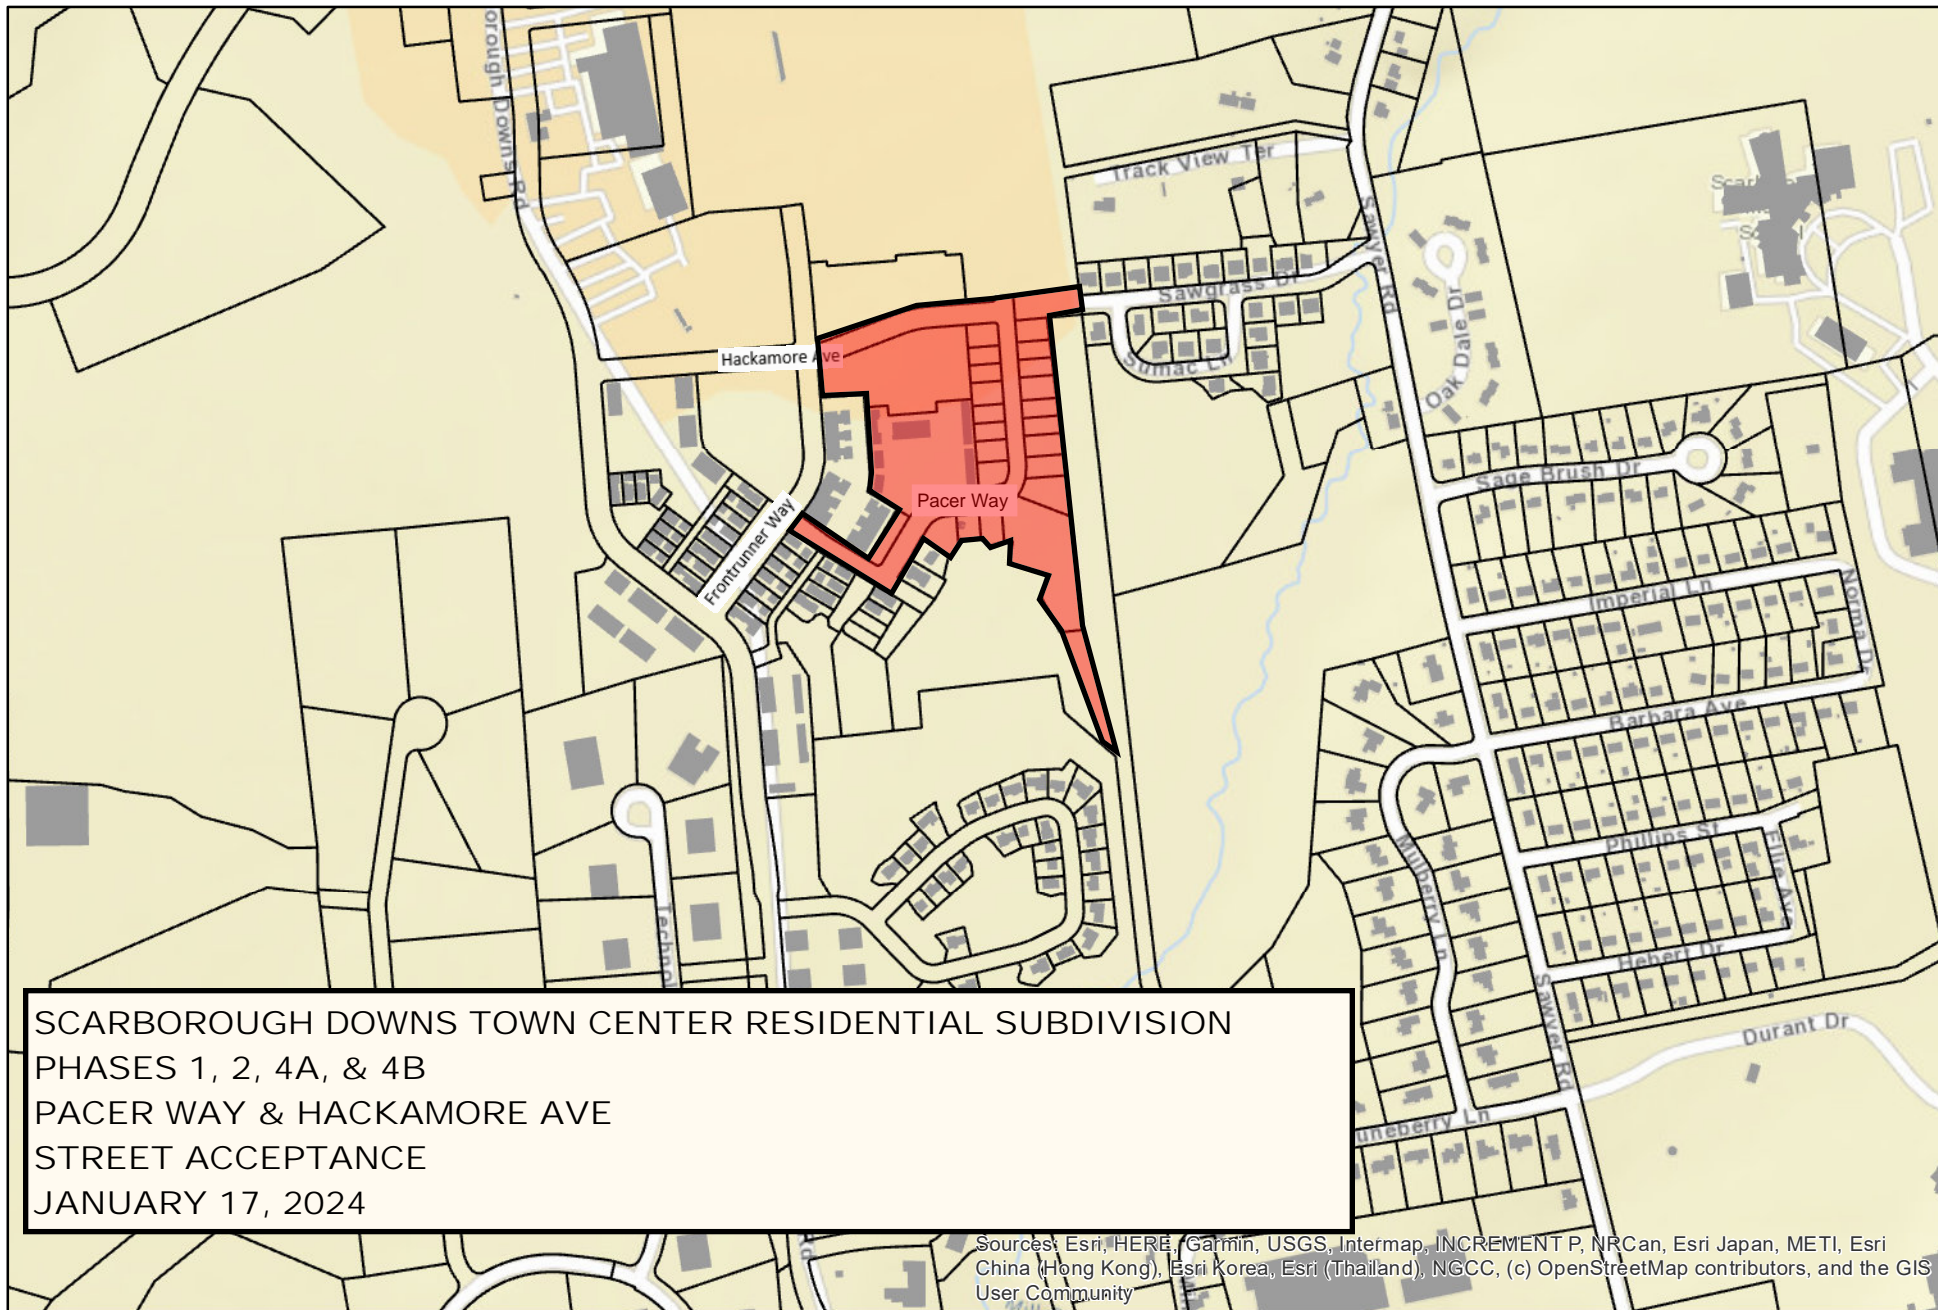 orough Downs Rd
Track View Ter
Sawyer Rd
Sawgrass Dr
Sumac Ln
Oak Dale Dr
Hackamore Ave
Pacer Way
Frontrunner Way
Sage Brush Dr
Imperial Ln
Norma Dr
Barbara Ave
Phillips St
Ellie Ave
Mulberry Ln
Hebert Dr
Technol
Sawyer Rd
Durant Dr
uneberry Ln
SCARBOROUGH DOWNS TOWN CENTER RESIDENTIAL SUBDIVISION
PHASES 1, 2, 4A, & 4B
PACER WAY & HACKAMORE AVE
STREET ACCEPTANCE
JANUARY 17, 2024
Rd
Sources: Esri, HERE, Garmin, USGS, Intermap, INCREMENT P, NRCan, Esri Japan, METI, Esri
China (Hong Kong), Esri Korea, Esri (Thailand), NGCC, (c) OpenStreetMap contributors, and the GIS
User Community